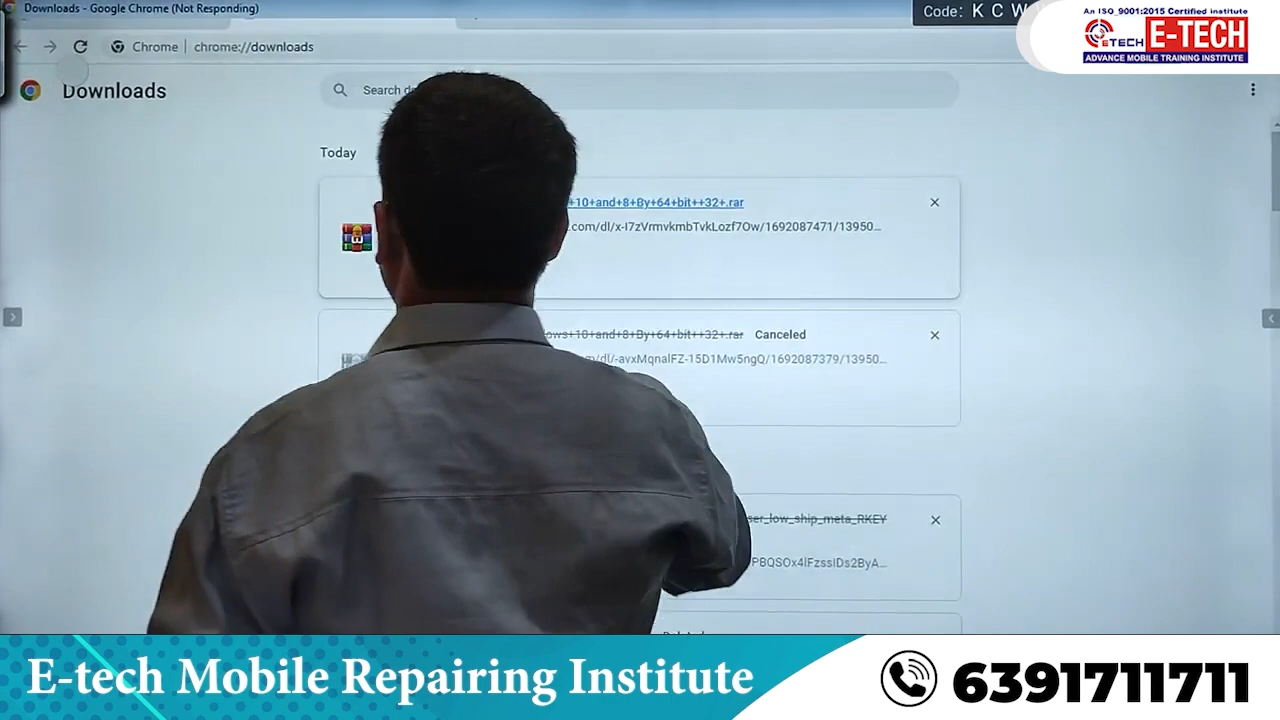 Downloads - Google Chrome (Not Responding)
Code: K C W
An ISO 9001:2015 Certified institute
ETECH E-TECH
ADVANCE MOBILE TRAINING INSTITUTE
Chrome | chrome://downloads
Downloads
Search
Today
+10+and+8+By+64+bit++32+.rar
.com/dl/x-I7zVrmvkmbTvkLozf7Ow/1692087471/13950...
ows+10+and+8+By+64+bit++32+.rar Canceled
/dl/-avxMqnalFZ-15D1Mw5ngQ/1692087379/13950...
ser_low_ship_meta_RKEY
PBQSOx4lFzssIDs2ByA...
E-tech Mobile Repairing Institute
6391711711